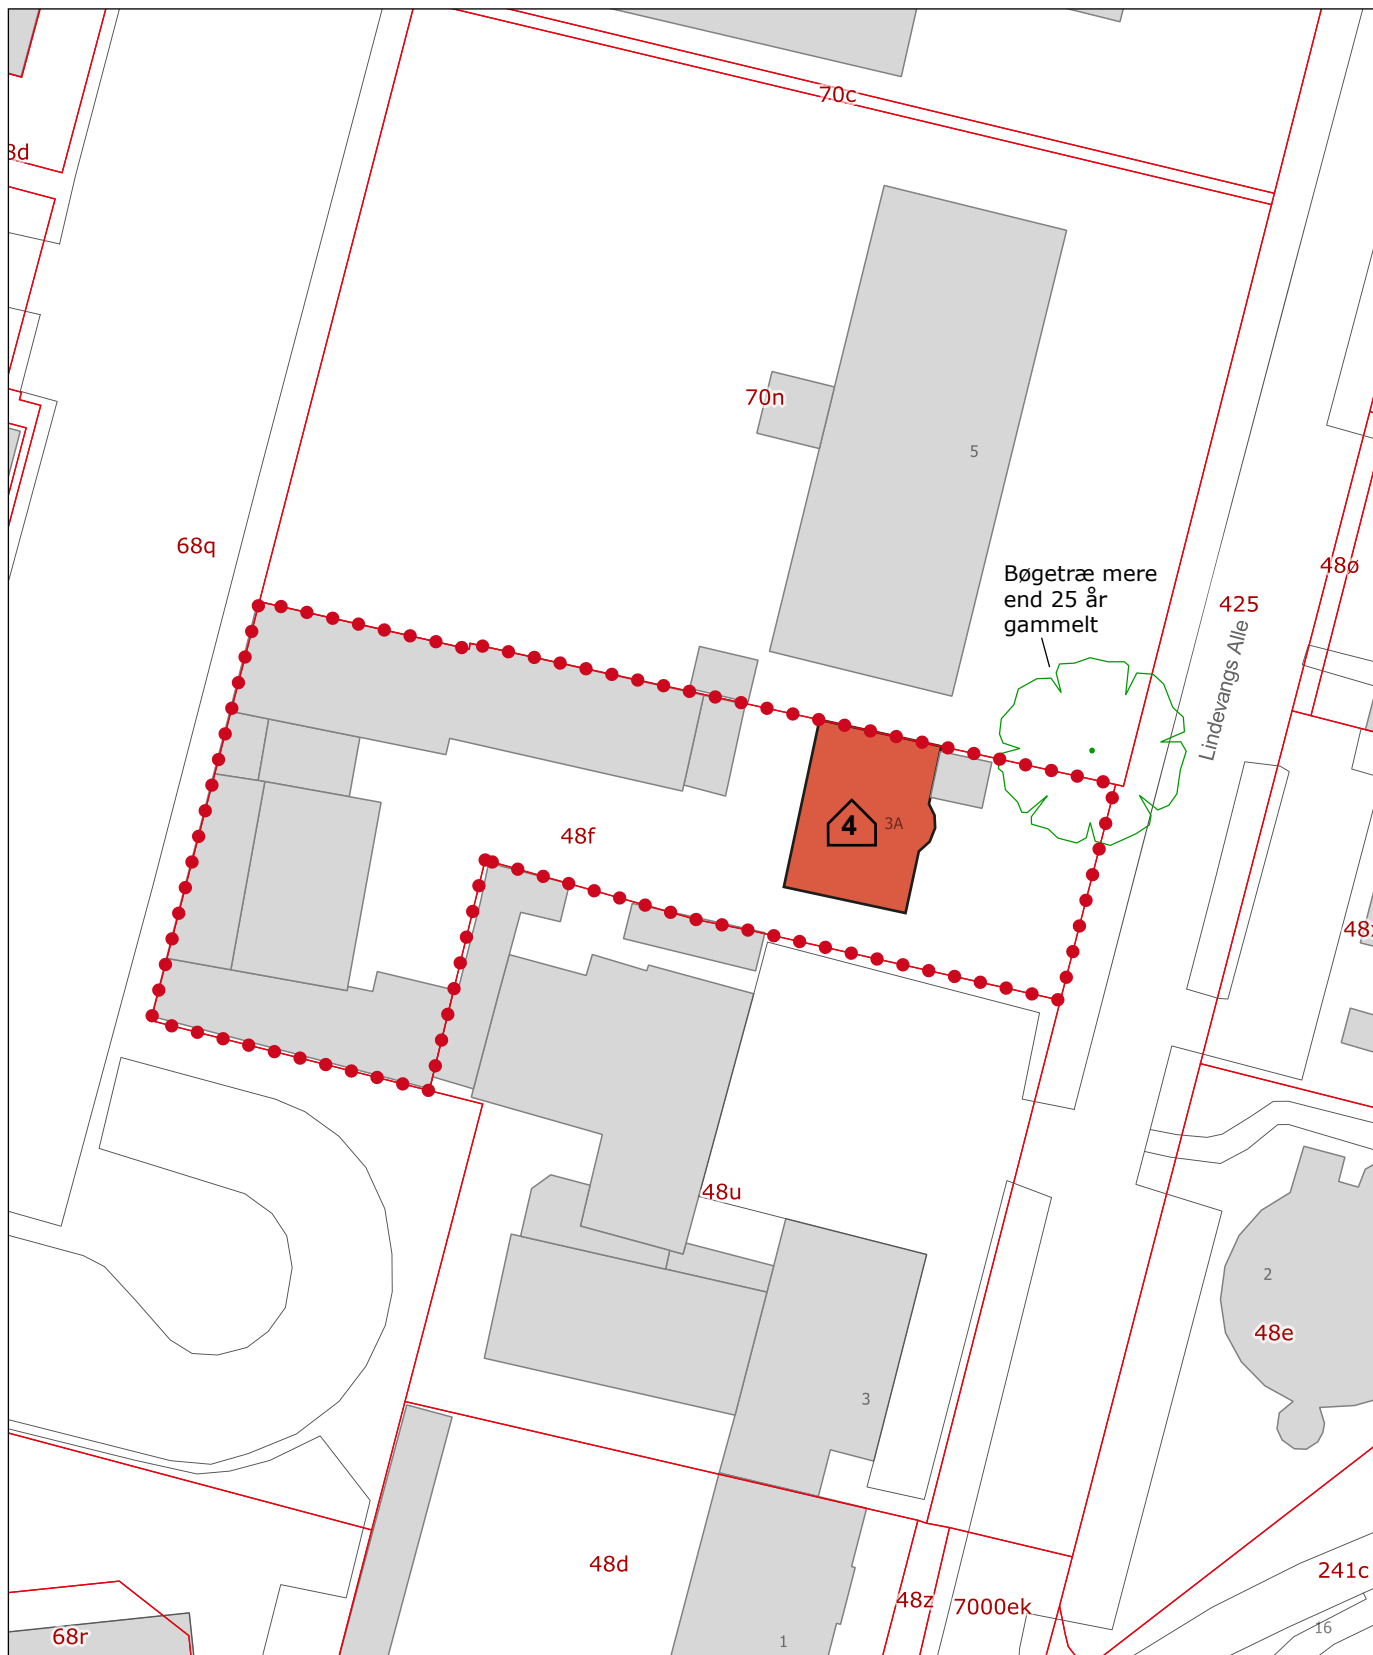 70c
3d
70n
5
68q
Bøgetræ mere
end 25 år
gammelt
48ø
425
Lindevangs Alle
4
3A
48f
48u
2
48e
3
48d
48z
7000ek
241c
16
68r
1